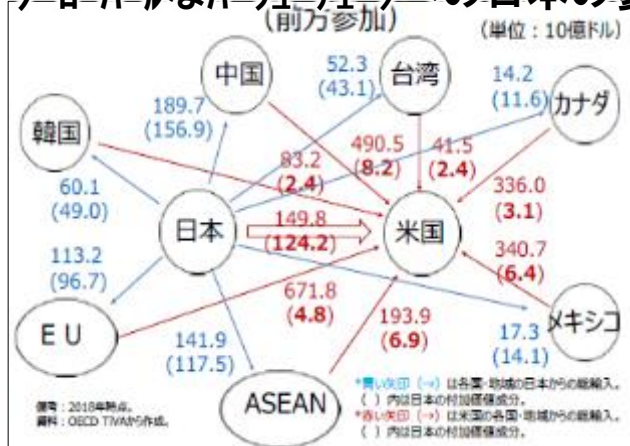 の日本の
(前方参加)
(単位：10億ドル)
中国
52.3
(43.1)
台湾
14.2
(11.6)
カナダ
189.7
(156.9)
韓国
490.5
(8.2)
41.5
(2.4)
83.2
(2.4)
336.0
(3.1)
60.1
(49.0)
日本
149.8
(124.2)
米国
113.2
(96.7)
340.7
(6.4)
671.8
(4.8)
193.9
(6.9)
EU
141.9
(117.5)
17.3
(14.1)
メキシコ
ASEAN
*青い矢印（→）は各国・地域の日本からの総輸入。
（ ）内は日本の付加価値成分。
*赤い矢印（→）は米国の各国・地域からの総輸入。
（ ）内は日本の付加価値成分。
備考：2018年時点。
資料：OECD TIVAから作成。